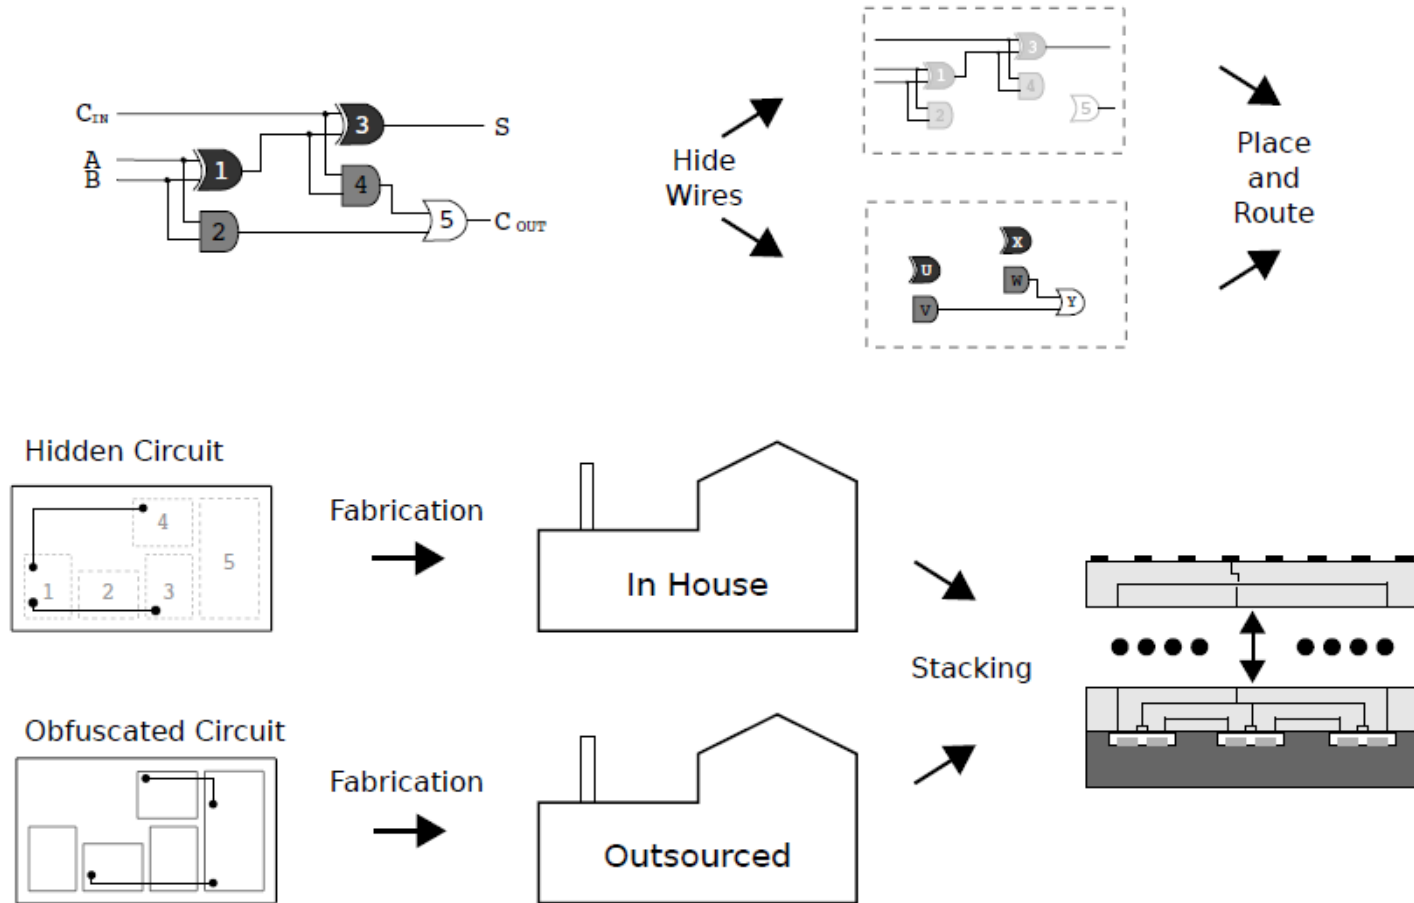 C IN
A
B
1
2
3
4
5
S
C OUT
Hide
Wires
1
2
3
4
5
U
V
X
W
Y
Place
and
Route
Hidden Circuit
1
2
3
4
5
Fabrication
In House
Stacking
Obfuscated Circuit
Fabrication
Outsourced